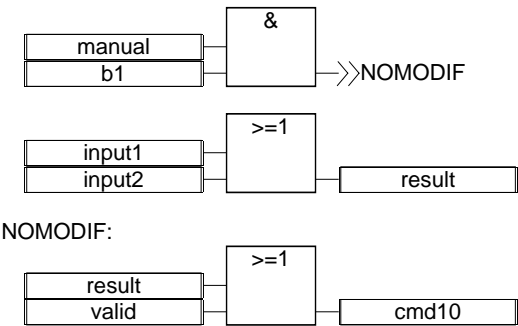 &
manual
b1
>>NOMODIF
>=1
input1
input2
result
NOMODIF:
>=1
result
valid
cmd10